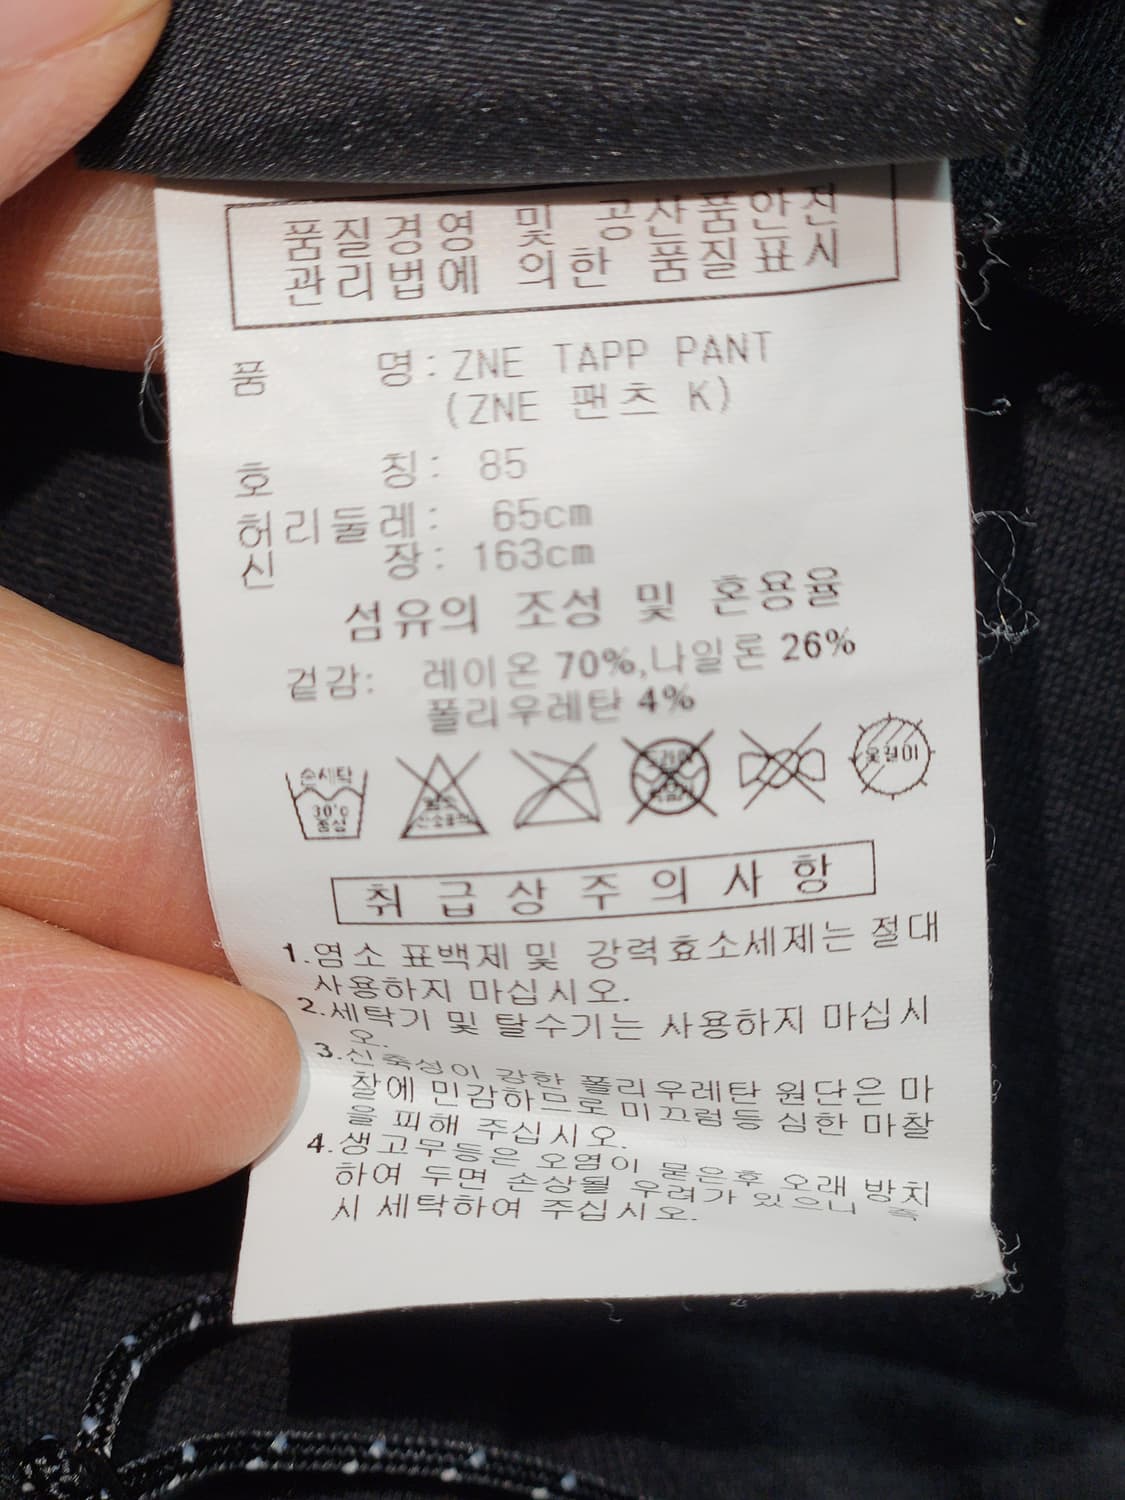 품질경영 및 공산품안전
관리법에 의한 품질표시
품 명: ZNE TAPP PANT
(ZNE 팬츠 K)
호 칭: 85
허리둘레: 65cm
신 장: 163cm
섬유의 조성 및 혼용율
겉감: 레이온 70%,나일론 26%
폴리우레탄 4%
손세탁
30℃
중성
옷걸이
취급상주의사항
1.염소 표백제 및 강력효소세제는 절대
사용하지 마십시오.
2.세탁기 및 탈수기는 사용하지 마십시
오.
3.신축성이 강한 폴리우레탄 원단은 마
찰에 민감하므로 미끄럼등 심한 마찰
을 피해 주십시오.
4.생고무등은 오염이 묻은후 오래 방치
하여 두면 손상될 우려가 있으니 즉
시 세탁하여 주십시오.